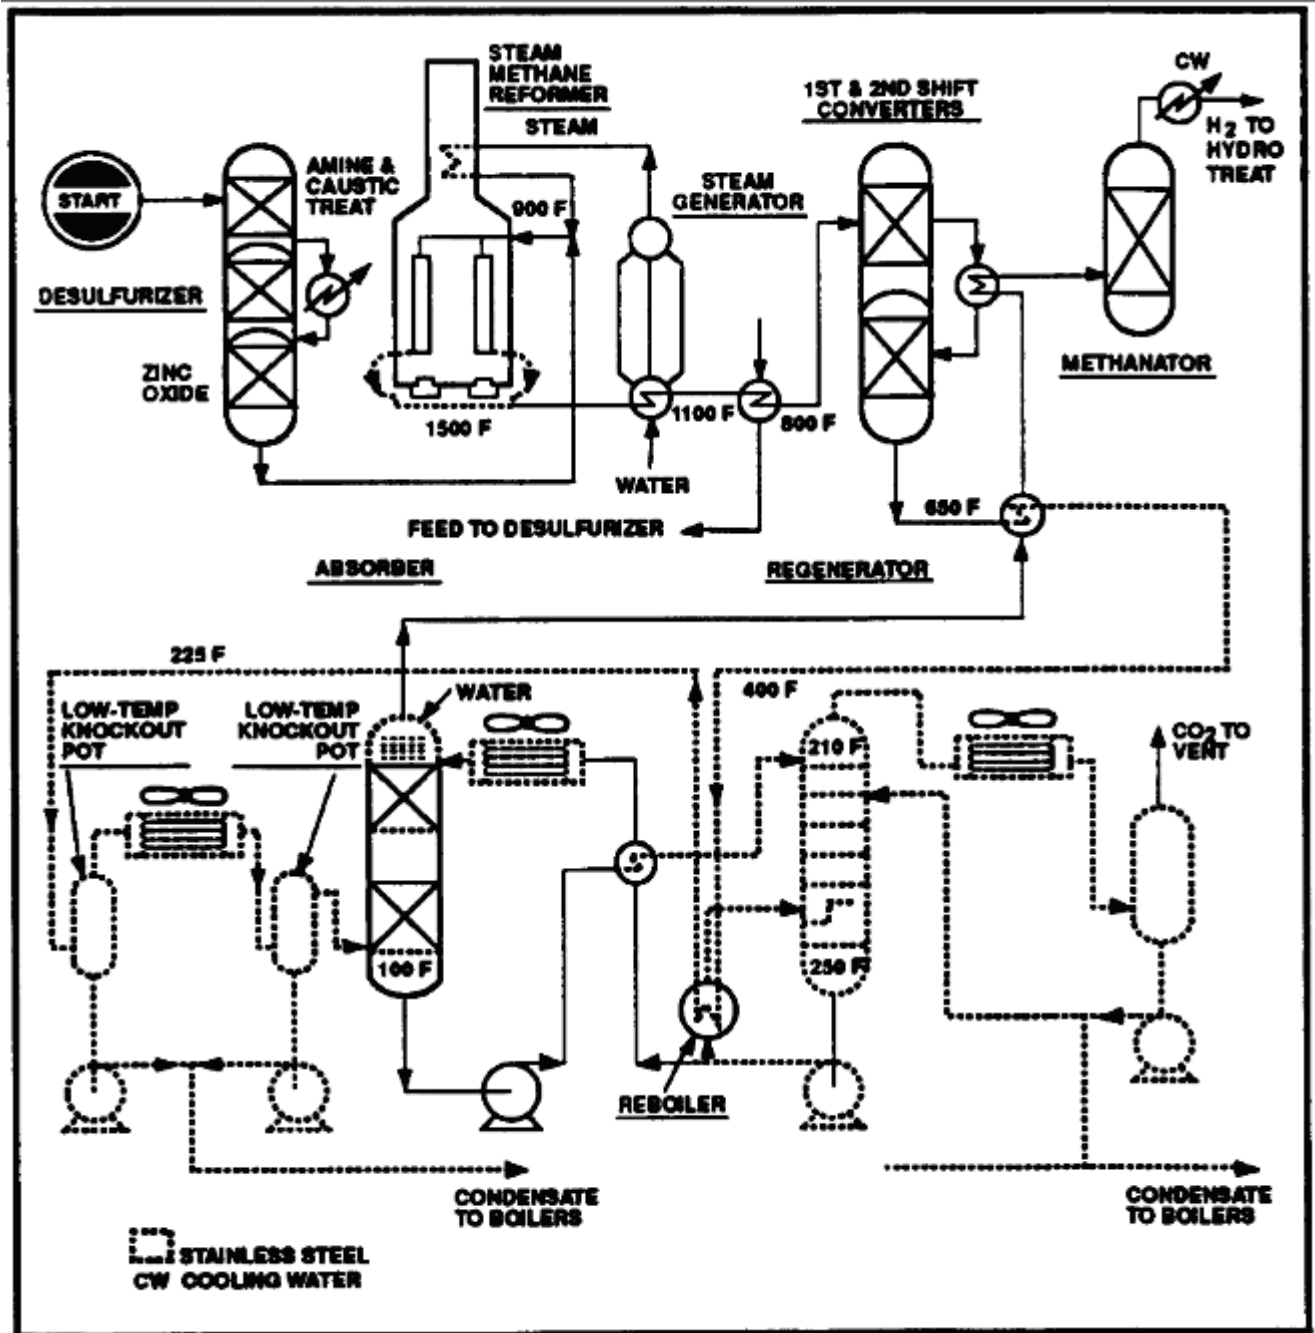 STEAM
METHANE
REFORMER
STEAM
1ST & 2ND SHIFT
CONVERTERS
CW
H2 TO
HYDRO
TREAT
START
AMINE &
CAUSTIC
TREAT
900 F
STEAM
GENERATOR
DESULFURIZER
ZINC
OXIDE
METHANATOR
1500 F
1100 F
800 F
WATER
650 F
FEED TO DESULFURIZER
ABSORBER
REGENERATOR
225 F
WATER
400 F
LOW-TEMP
KNOCKOUT
POT
LOW-TEMP
KNOCKOUT
POT
210 F
CO2 TO
VENT
100 F
250 F
REBOILER
CONDENSATE
TO BOILERS
CONDENSATE
TO BOILERS
STAINLESS STEEL
CW COOLING WATER